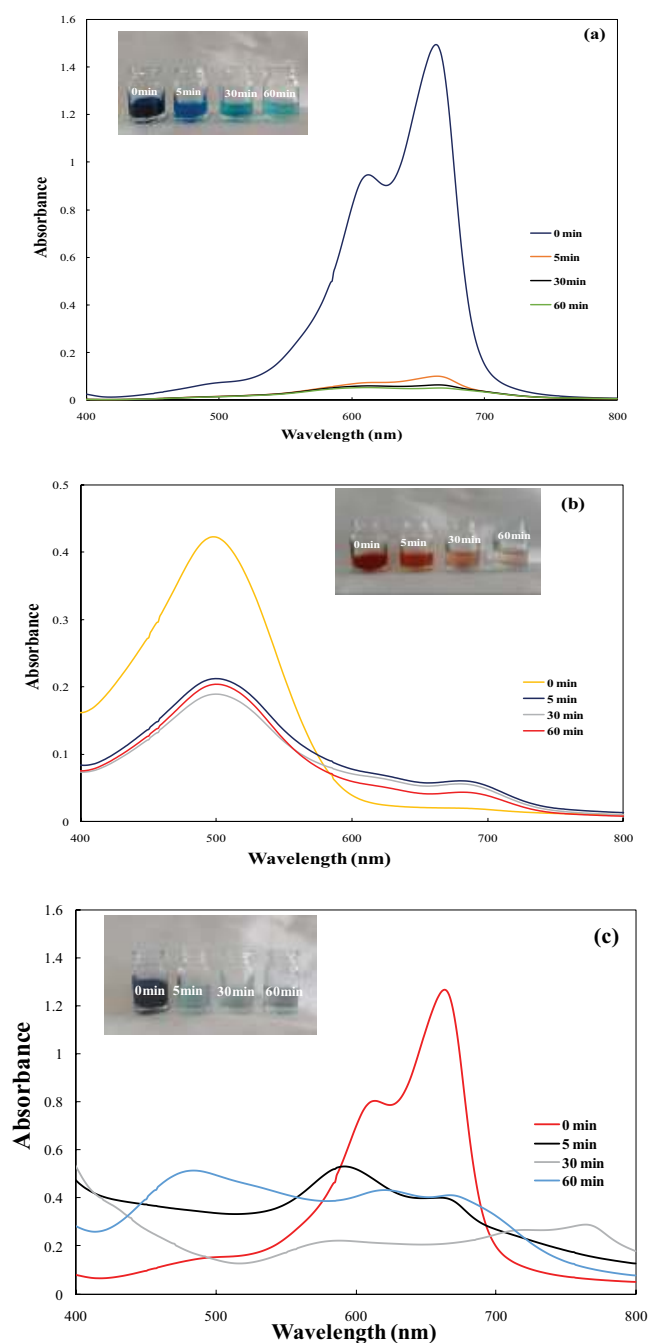 1.6
(a)
0min 5min 30min 60min
1.4
1.2
1
0.8
0.6
0.4
0.2
0
Absorbance
0 min
5min
30min
60 min
400 500 600 700 800
Wavelength (nm)
0.5
(b)
0min 5min 30min 60min
0.4
0.3
0.2
0.1
0
Absorbance
0 min
5 min
30 min
60 min
400 500 600 700 800
Wavelength (nm)
1.6
(c)
0min 5min 30min 60min
1.4
1.2
1
0.8
0.6
0.4
0.2
0
Absorbance
0 min
5 min
30 min
60 min
400 500 600 700 800
Wavelength (nm)